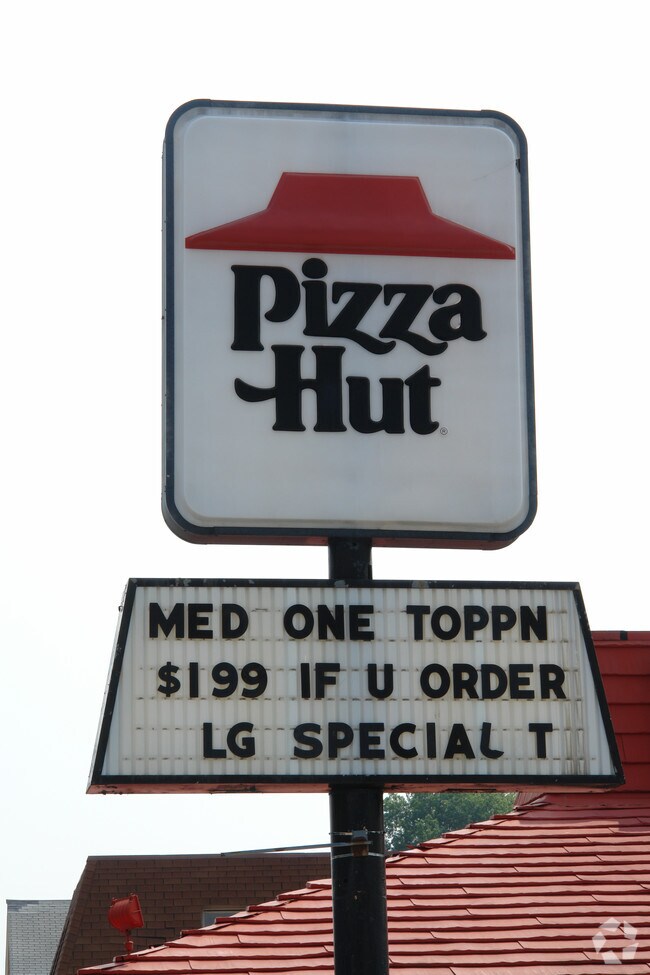 Pizza
Hut®
MED ONE TOPPN
$199 IF U ORDER
LG SPECIAL T